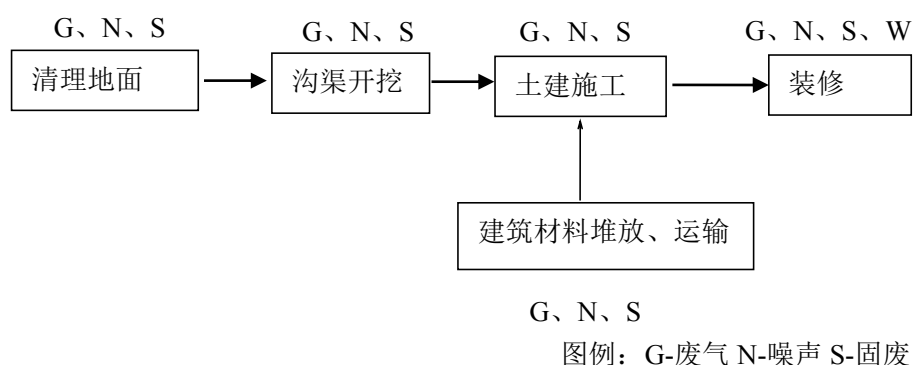 G、N、S
G、N、S
G、N、S
G、N、S、W
清理地面
沟渠开挖
土建施工
装修
建筑材料堆放、运输
G、N、S
图例：G-废气 N-噪声 S-固废